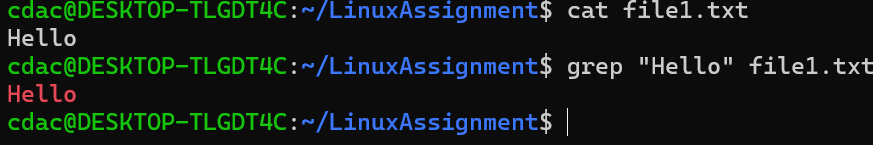 cdac@DESKTOP-TLGDT4C:~/LinuxAssignment$ cat file1.txt
Hello
cdac@DESKTOP-TLGDT4C:~/LinuxAssignment$ grep "Hello" file1.txt
Hello
cdac@DESKTOP-TLGDT4C:~/LinuxAssignment$